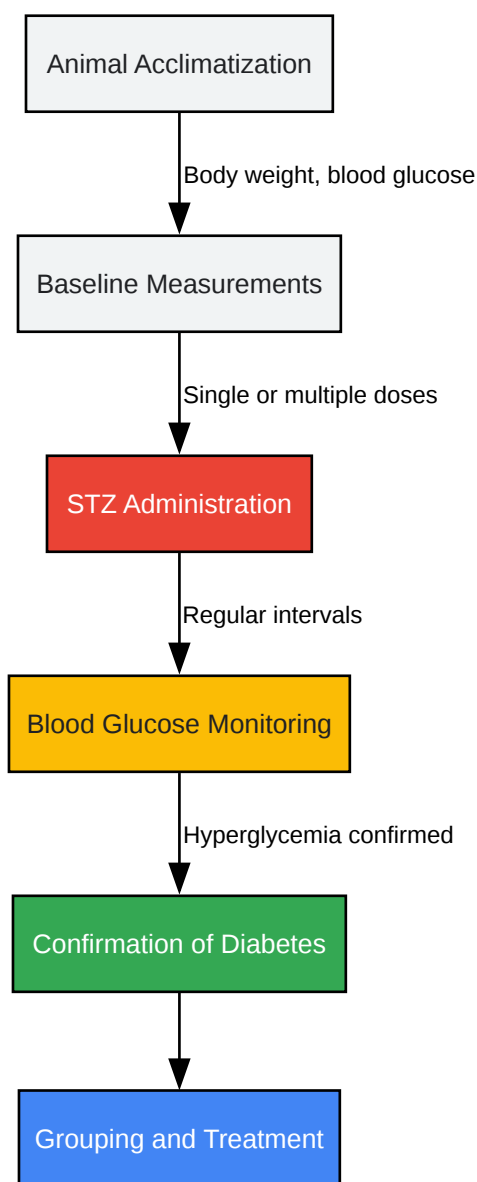 Animal Acclimatization
Body weight, blood glucose
Baseline Measurements
Single or multiple doses
STZ Administration
Regular intervals
Blood Glucose Monitoring
Hyperglycemia confirmed
Confirmation of Diabetes
Grouping and Treatment